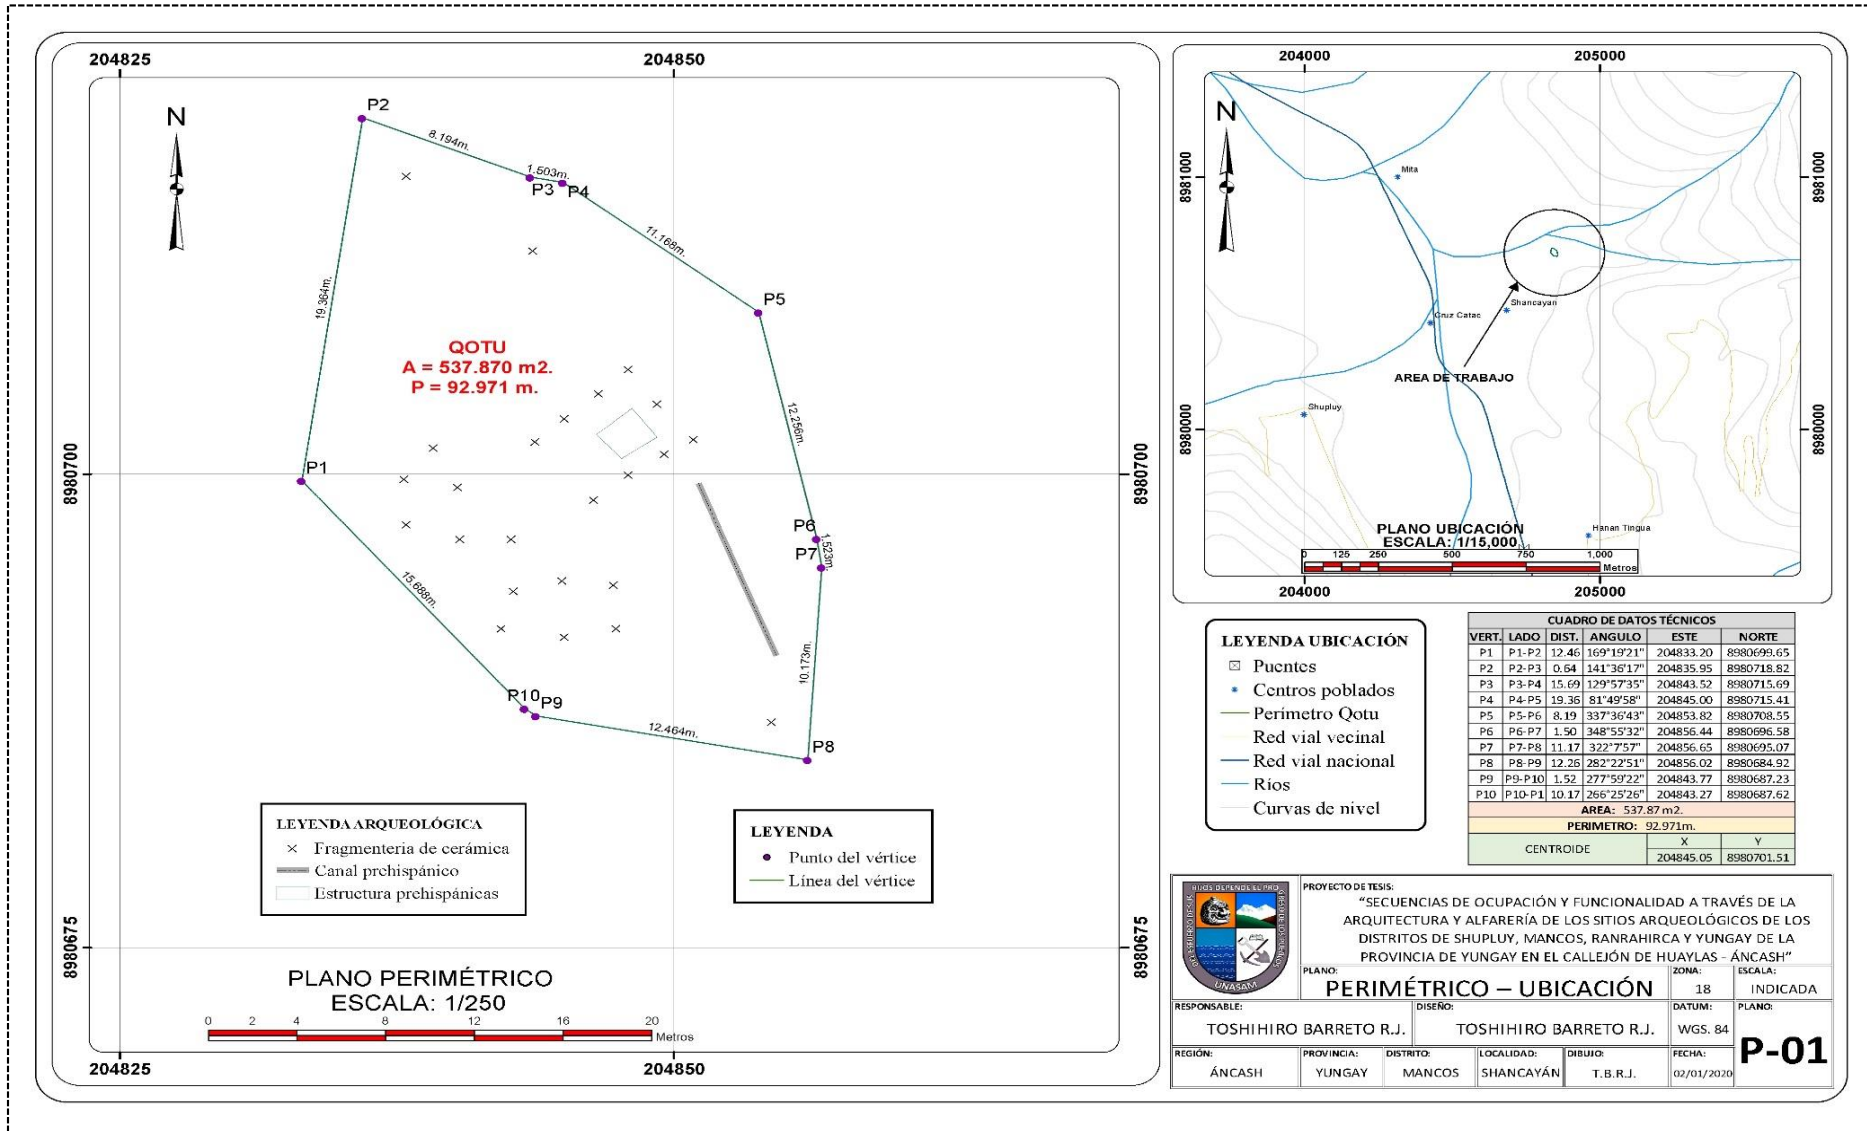 204825
204850
N
P2
8.194m.
1.503m.
P3
P4
11.168m.
19.364m.
P5
QOTU
A = 537.870 m2.
P = 92.971 m.
12.256m.
8980700
8980700
P1
P6
P7
1.523m.
15.688m.
10.173m.
P10
P9
12.464m.
P8
LEYENDA ARQUEOLÓGICA
Fragmenteria de cerámica
Canal prehispánico
Estructura prehispánicas
LEYENDA
Punto del vértice
Línea del vértice
8980675
8980675
PLANO PERIMÉTRICO
ESCALA: 1/250
0 2 4 8 12 16 20
Metros
204825
204850
204000
205000
N
8981000
8981000
Mita
Shancayan
Cruz Catac
AREA DE TRABAJO
Shupluy
8980000
8980000
Hanan Tingua
PLANO UBICACIÓN
ESCALA: 1/15,000
0 125 250 500 750 1,000
Metros
204000
205000
LEYENDA UBICACIÓN
Puentes
Centros poblados
Perímetro Qotu
Red vial vecinal
Red vial nacional
Ríos
Curvas de nivel
CUADRO DE DATOS TÉCNICOS
VERT. LADO DIST. ANGULO ESTE NORTE
P1 P1-P2 12.46 169°19'21" 204833.20 8980699.65
P2 P2-P3 0.64 141°36'17" 204835.95 8980718.82
P3 P3-P4 15.69 129°57'35" 204843.52 8980715.69
P4 P4-P5 19.36 81°49'58" 204845.00 8980715.41
P5 P5-P6 8.19 337°36'43" 204853.82 8980708.55
P6 P6-P7 1.50 348°55'32" 204856.44 8980696.58
P7 P7-P8 11.17 322°7'57" 204856.65 8980695.07
P8 P8-P9 12.26 282°22'51" 204856.02 8980684.92
P9 P9-P10 1.52 277°59'22" 204843.77 8980687.23
P10 P10-P1 10.17 266°25'26" 204843.27 8980687.62
AREA: 537.87 m2.
PERIMETRO: 92.971m.
CENTROIDE X Y
204845.05 8980701.51
UNASAM
PROYECTO DE TESIS:
“SECUENCIAS DE OCUPACIÓN Y FUNCIONALIDAD A TRAVÉS DE LA
ARQUITECTURA Y ALFARERÍA DE LOS SITIOS ARQUEOLÓGICOS DE LOS
DISTRITOS DE SHUPLUY, MANCOS, RANRAHIRCA Y YUNGAY DE LA
PROVINCIA DE YUNGAY EN EL CALLEJÓN DE HUAYLAS - ÁNCASH”
PLANO:
PERIMÉTRICO – UBICACIÓN
ZONA:
18
ESCALA:
INDICADA
RESPONSABLE:
TOSHIHIRO BARRETO R.J.
DISEÑO:
TOSHIHIRO BARRETO R.J.
DATUM:
WGS. 84
PLANO:
P-01
REGIÓN:
ÁNCASH
PROVINCIA:
YUNGAY
DISTRITO:
MANCOS
LOCALIDAD:
SHANCAYÁN
DIBUJO:
T.B.R.J.
FECHA:
02/01/2020